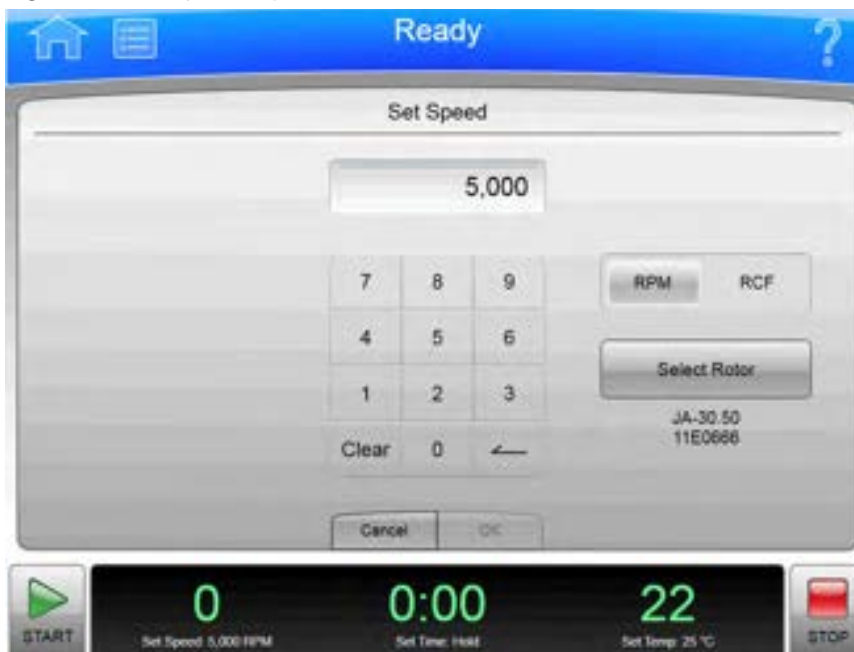 Ready
?
Set Speed
5,000
7 8 9
RPM RCF
4 5 6
Select Rotor
1 2 3
JA-30.50
11E0666
Clear 0
Cancel OK
0 0:00 22
START Set Speed: 5,000 RPM Set Time: Hold Set Temp: 25 °C STOP